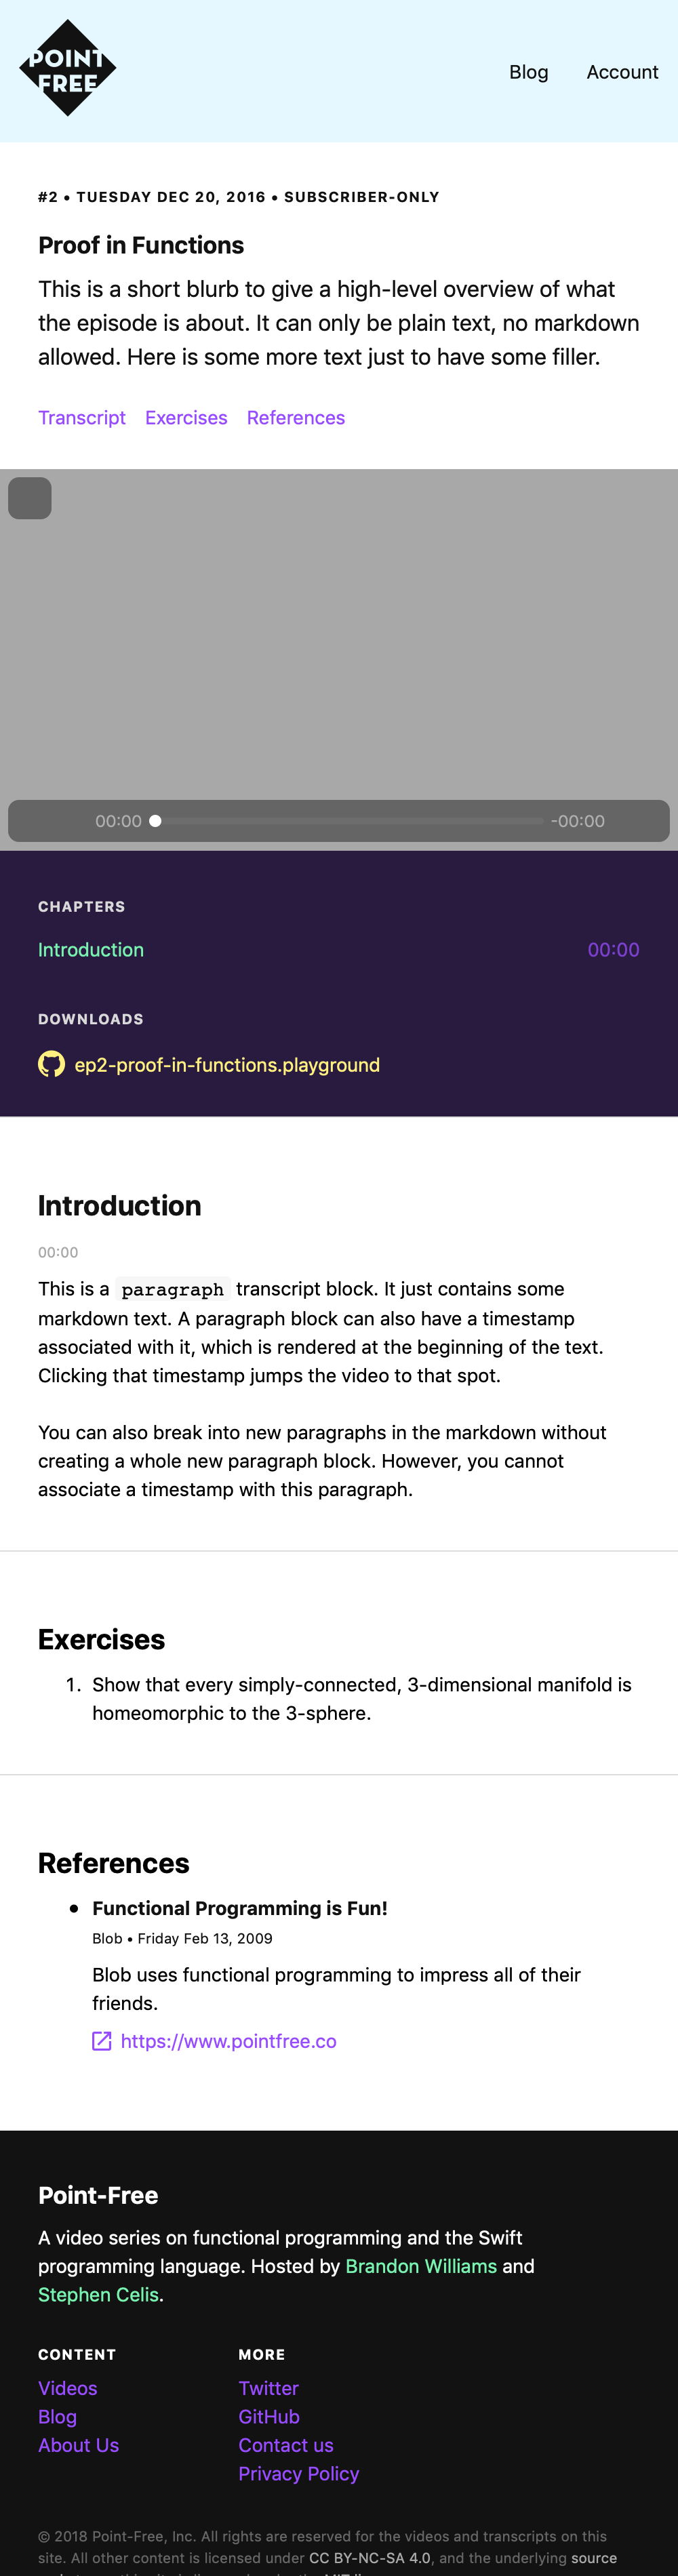 POINT
FREE
Blog Account
#2 • TUESDAY DEC 20, 2016 • SUBSCRIBER-ONLY
Proof in Functions
This is a short blurb to give a high-level overview of what
the episode is about. It can only be plain text, no markdown
allowed. Here is some more text just to have some filler.
Transcript Exercises References
00:00 -00:00
CHAPTERS
Introduction 00:00
DOWNLOADS
ep2-proof-in-functions.playground
Introduction
00:00
This is a paragraph transcript block. It just contains some
markdown text. A paragraph block can also have a timestamp
associated with it, which is rendered at the beginning of the text.
Clicking that timestamp jumps the video to that spot.
You can also break into new paragraphs in the markdown without
creating a whole new paragraph block. However, you cannot
associate a timestamp with this paragraph.
Exercises
1. Show that every simply-connected, 3-dimensional manifold is
homeomorphic to the 3-sphere.
References
• Functional Programming is Fun!
Blob • Friday Feb 13, 2009
Blob uses functional programming to impress all of their
friends.
https://www.pointfree.co
Point-Free
A video series on functional programming and the Swift
programming language. Hosted by Brandon Williams and
Stephen Celis.
CONTENT
Videos
Blog
About Us
MORE
Twitter
GitHub
Contact us
Privacy Policy
© 2018 Point-Free, Inc. All rights are reserved for the videos and transcripts on this
site. All other content is licensed under CC BY-NC-SA 4.0, and the underlying source